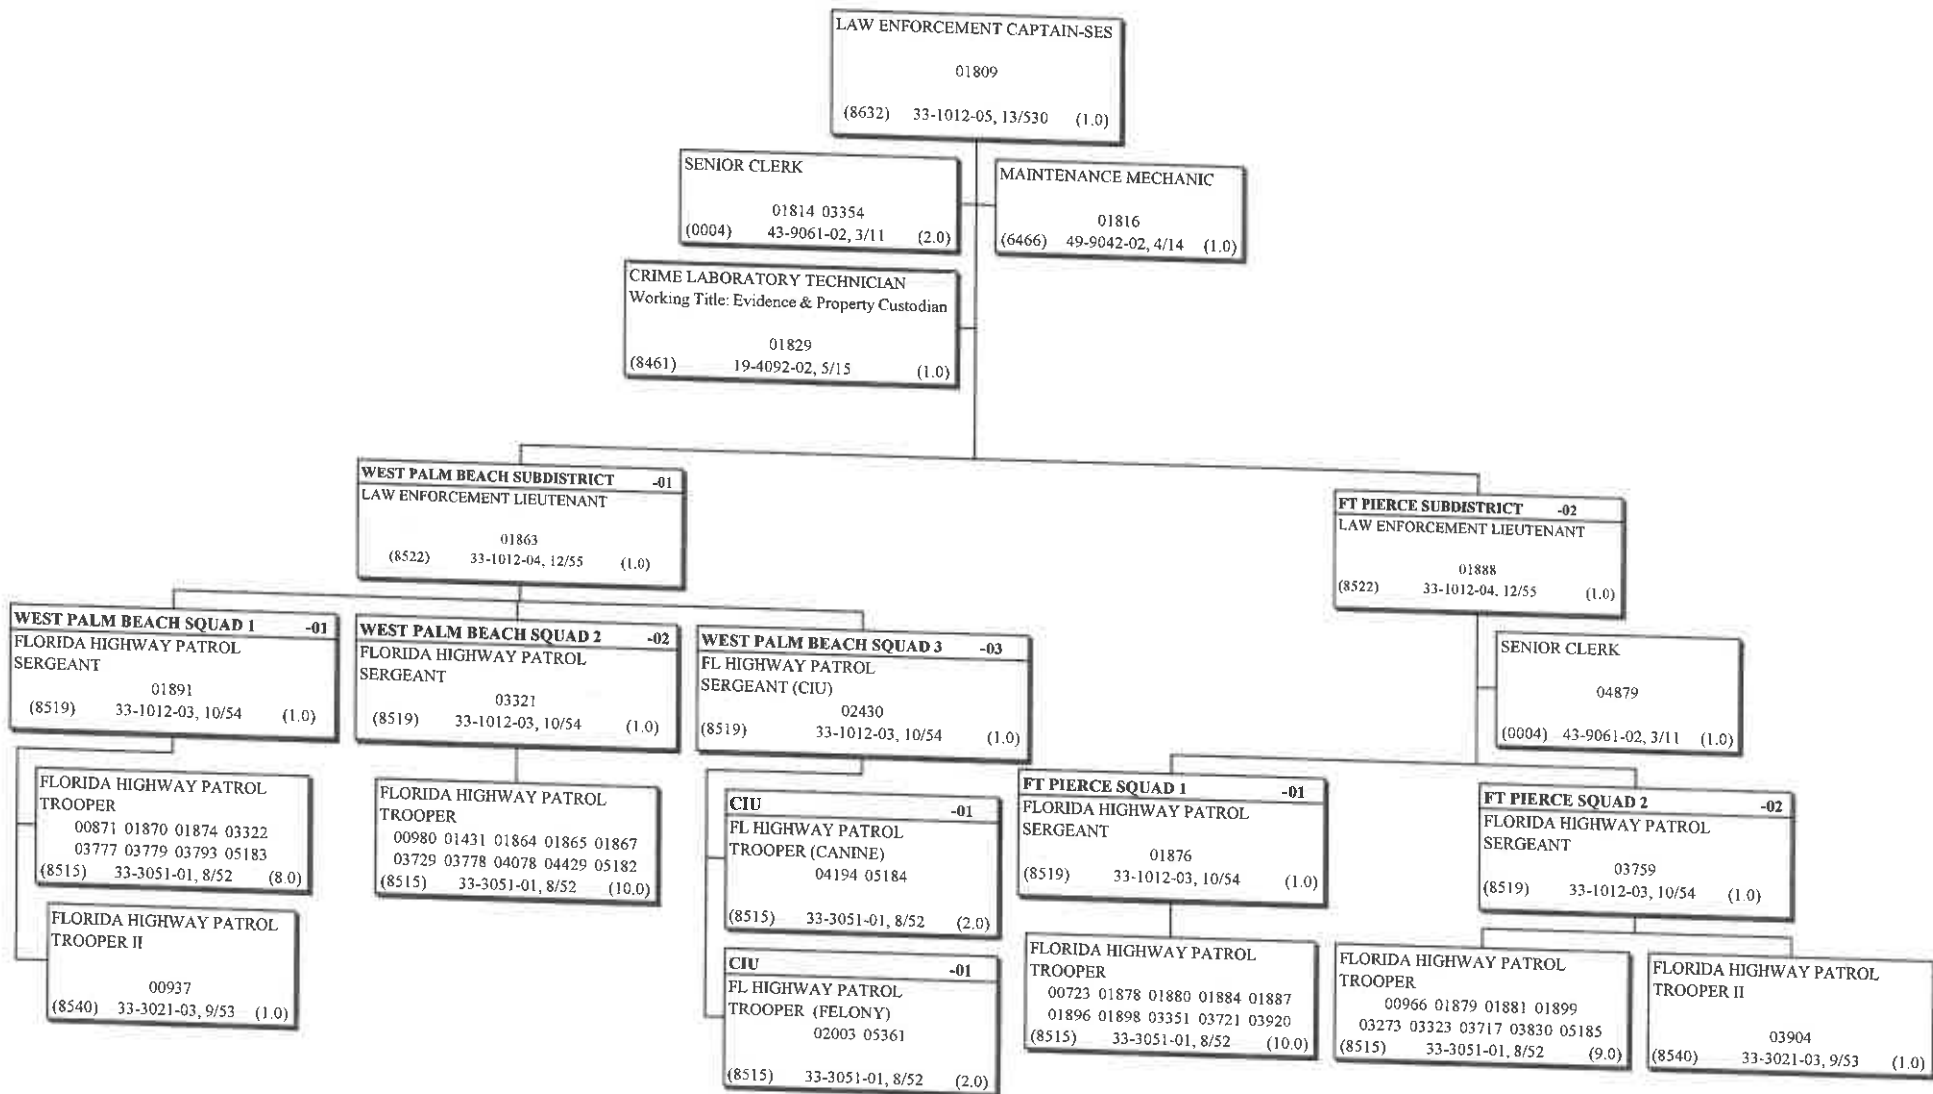 LAW ENFORCEMENT CAPTAIN-SES
01809
(8632) 33-1012-05, 13/530 (1.0)
SENIOR CLERK
01814 03354
(0004) 43-9061-02, 3/11 (2.0)
MAINTENANCE MECHANIC
01816
(6466) 49-9042-02, 4/14 (1.0)
CRIME LABORATORY TECHNICIAN
Working Title: Evidence & Property Custodian
01829
(8461) 19-4092-02, 5/15 (1.0)
WEST PALM BEACH SUBDISTRICT -01
LAW ENFORCEMENT LIEUTENANT
01863
(8522) 33-1012-04, 12/55 (1.0)
FT PIERCE SUBDISTRICT -02
LAW ENFORCEMENT LIEUTENANT
01888
(8522) 33-1012-04, 12/55 (1.0)
WEST PALM BEACH SQUAD 1 -01
FLORIDA HIGHWAY PATROL
SERGEANT
01891
(8519) 33-1012-03, 10/54 (1.0)
WEST PALM BEACH SQUAD 2 -02
FLORIDA HIGHWAY PATROL
SERGEANT
03321
(8519) 33-1012-03, 10/54 (1.0)
WEST PALM BEACH SQUAD 3 -03
FL HIGHWAY PATROL
SERGEANT (CIU)
02430
(8519) 33-1012-03, 10/54 (1.0)
SENIOR CLERK
04879
(0004) 43-9061-02, 3/11 (1.0)
FLORIDA HIGHWAY PATROL
TROOPER
00871 01870 01874 03322
03777 03779 03793 05183
(8515) 33-3051-01, 8/52 (8.0)
FLORIDA HIGHWAY PATROL
TROOPER II
00937
(8540) 33-3021-03, 9/53 (1.0)
FLORIDA HIGHWAY PATROL
TROOPER
00980 01431 01864 01865 01867
03729 03778 04078 04429 05182
(8515) 33-3051-01, 8/52 (10.0)
CIU -01
FL HIGHWAY PATROL
TROOPER (CANINE)
04194 05184
(8515) 33-3051-01, 8/52 (2.0)
CIU -01
FL HIGHWAY PATROL
TROOPER (FELONY)
02003 05361
(8515) 33-3051-01, 8/52 (2.0)
FT PIERCE SQUAD 1 -01
FLORIDA HIGHWAY PATROL
SERGEANT
01876
(8519) 33-1012-03, 10/54 (1.0)
FLORIDA HIGHWAY PATROL
TROOPER
00723 01878 01880 01884 01887
01896 01898 03351 03721 03920
(8515) 33-3051-01, 8/52 (10.0)
FT PIERCE SQUAD 2 -02
FLORIDA HIGHWAY PATROL
SERGEANT
03759
(8519) 33-1012-03, 10/54 (1.0)
FLORIDA HIGHWAY PATROL
TROOPER
00966 01879 01881 01899
03273 03323 03717 03830 05185
(8515) 33-3051-01, 8/52 (9.0)
FLORIDA HIGHWAY PATROL
TROOPER II
03904
(8540) 33-3021-03, 9/53 (1.0)